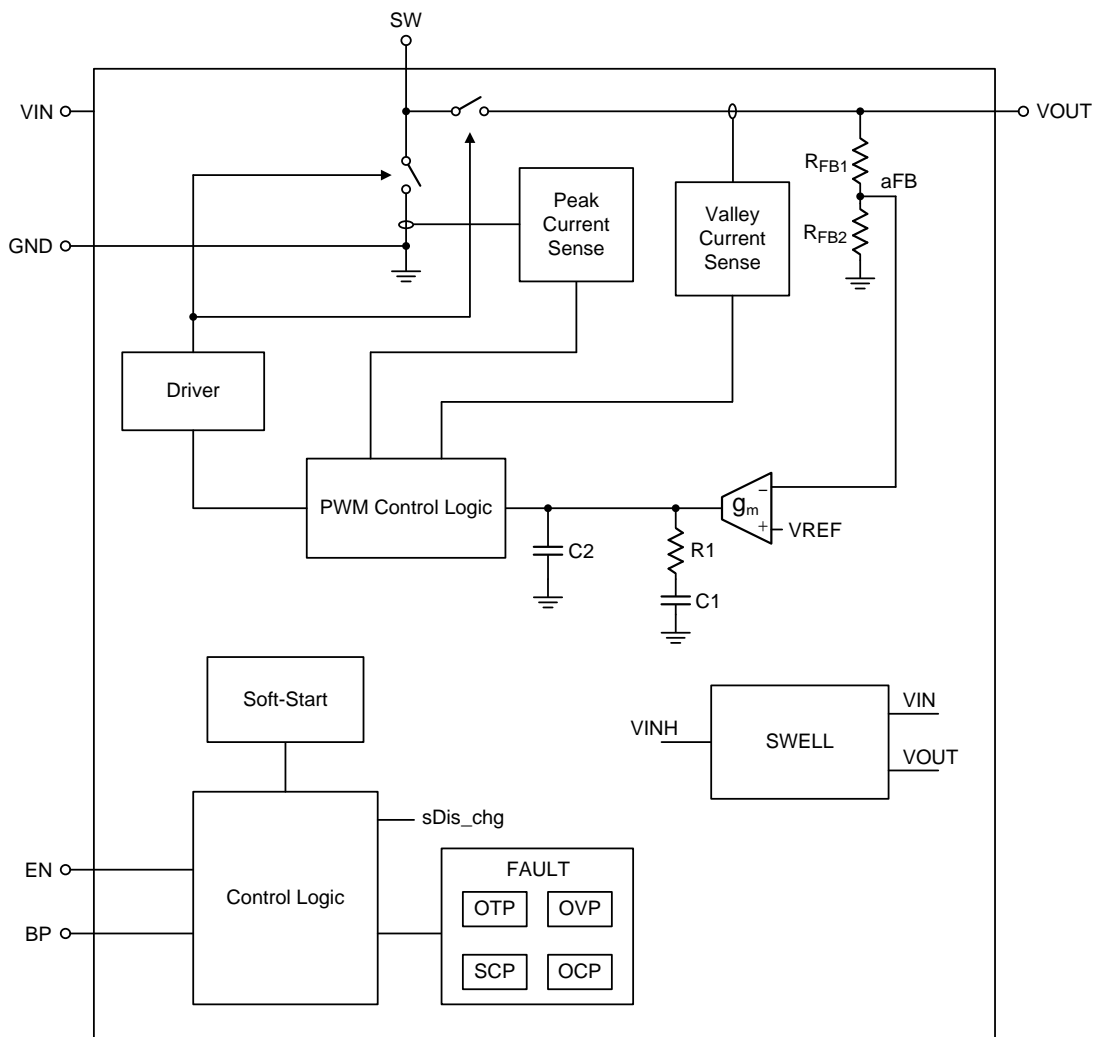 SW
VIN
VOUT
RFB1
aFB
Peak
Current
Sense
Valley
Current
Sense
RFB2
GND
Driver
PWM Control Logic
gm
−
+
VREF
C2
R1
C1
Soft-Start
VINH
SWELL
VIN
VOUT
sDis_chg
EN
Control Logic
BP
FAULT
OTP
OVP
SCP
OCP